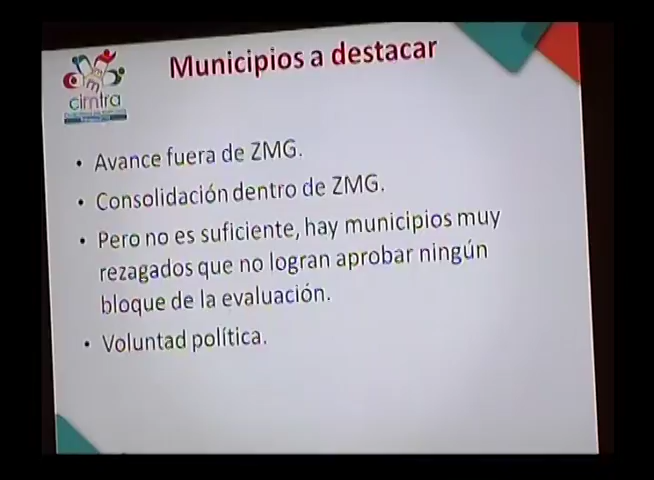 Municipios a destacar
cimtra
• Avance fuera de ZMG.
• Consolidación dentro de ZMG.
• Pero no es suficiente, hay municipios muy
rezagados que no logran aprobar ningún
bloque de la evaluación.
• Voluntad política.